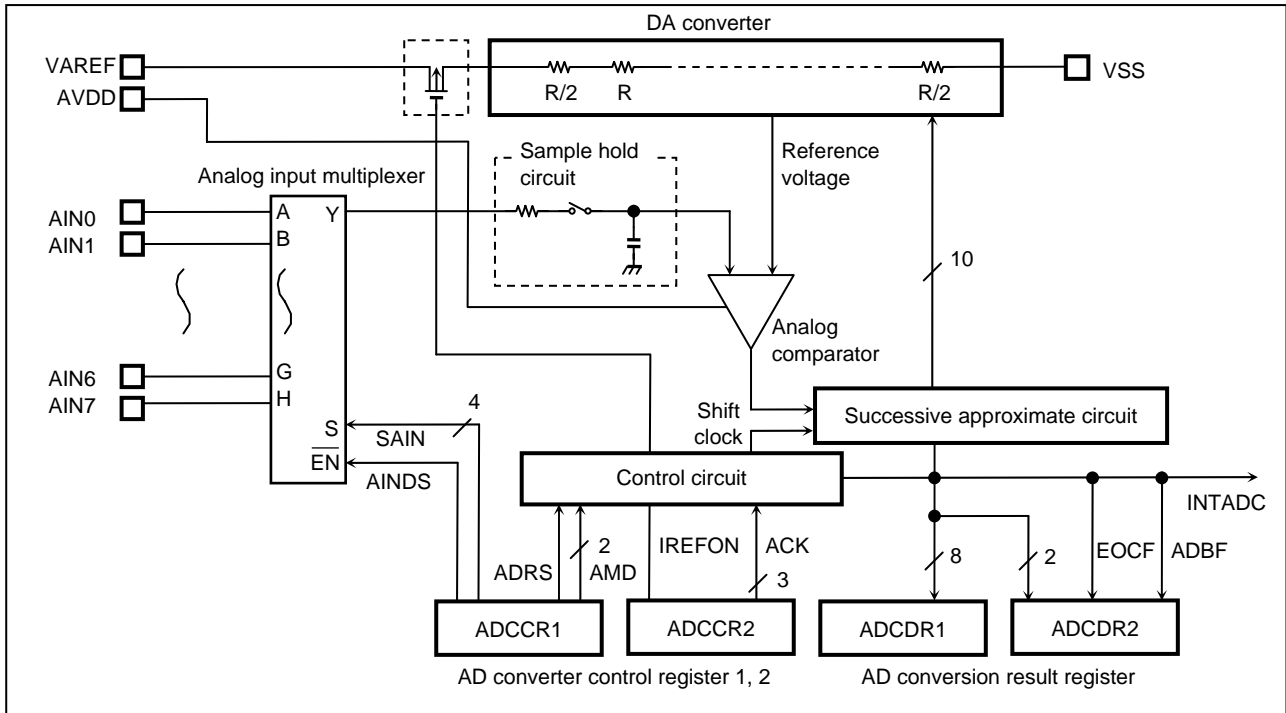 DA converter
VAREF
AVDD
VSS
R/2
R
R/2
Sample hold
circuit
Reference
voltage
Analog input multiplexer
AIN0
AIN1
A
B
Y
10
Analog
comparator
AIN6
AIN7
G
H
S
EN
4
SAIN
AINDS
Shift
clock
Successive approximate circuit
Control circuit
INTADC
ADRS
2
AMD
IREFON
ACK
3
8
2
EOCF
ADBF
ADCCR1
ADCCR2
ADCDR1
ADCDR2
AD converter control register 1, 2
AD conversion result register